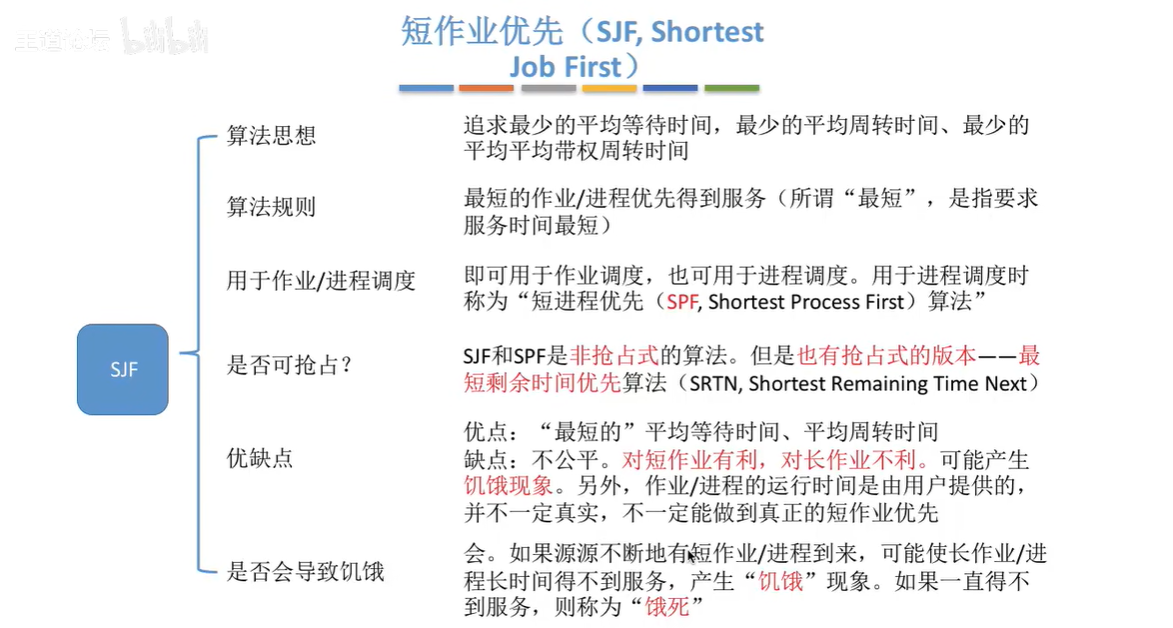 王道论坛 bilibili
短作业优先（SJF, Shortest
Job First）
算法思想
追求最少的平均等待时间，最少的平均周转时间、最少的
平均平均带权周转时间
算法规则
最短的作业/进程优先得到服务（所谓“最短”，是指要求
服务时间最短）
用于作业/进程调度
即可用于作业调度，也可用于进程调度。用于进程调度时
称为“短进程优先（SPF, Shortest Process First）算法”
SJF
是否可抢占？
SJF和SPF是非抢占式的算法。但是也有抢占式的版本——最
短剩余时间优先算法（SRTN, Shortest Remaining Time Next）
优缺点
优点：“最短的”平均等待时间、平均周转时间
缺点：不公平。对短作业有利，对长作业不利。可能产生
饥饿现象。另外，作业/进程的运行时间是由用户提供的，
并不一定真实，不一定能做到真正的短作业优先
是否会导致饥饿
会。如果源源不断地有短作业/进程到来，可能使长作业/进
程长时间得不到服务，产生“饥饿”现象。如果一直得不
到服务，则称为“饿死”